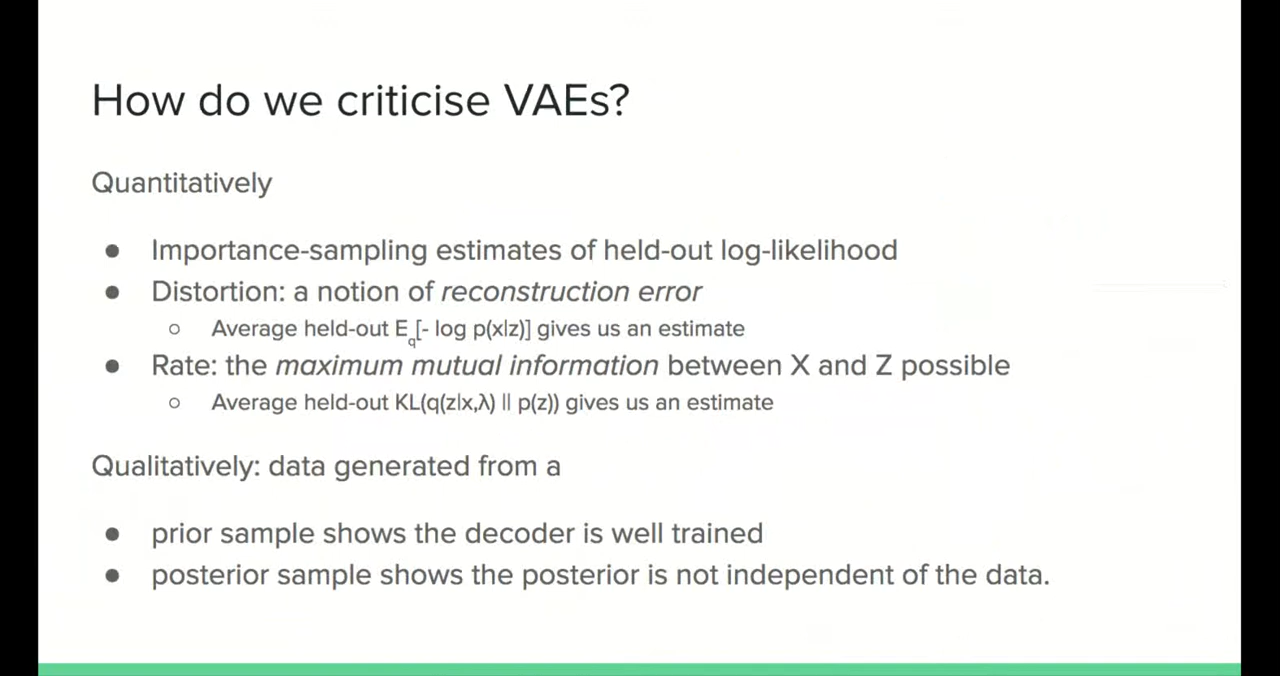 How do we criticise VAEs?
Quantitatively
● Importance-sampling estimates of held-out log-likelihood
● Distortion: a notion of reconstruction error
○ Average held-out E_q[- log p(x|z)] gives us an estimate
● Rate: the maximum mutual information between X and Z possible
○ Average held-out KL(q(z|x,λ) || p(z)) gives us an estimate
Qualitatively: data generated from a
● prior sample shows the decoder is well trained
● posterior sample shows the posterior is not independent of the data.